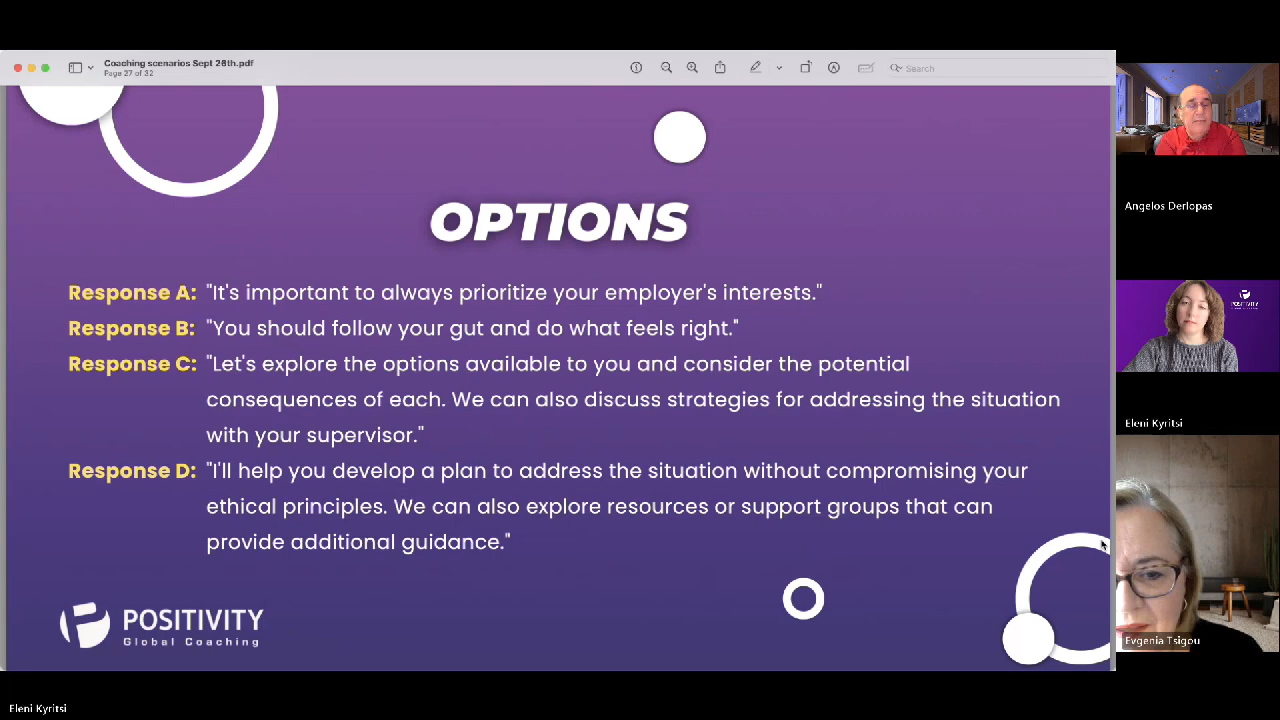 Coaching scenarios Sept 26th.pdf
Page 27 of 32
Search
OPTIONS
Response A: "It's important to always prioritize your employer's interests."
Response B: "You should follow your gut and do what feels right."
Response C: "Let's explore the options available to you and consider the potential
consequences of each. We can also discuss strategies for addressing the situation
with your supervisor."
Response D: "I'll help you develop a plan to address the situation without compromising your
ethical principles. We can also explore resources or support groups that can
provide additional guidance."
POSITIVITY
Global Coaching
Angelos Derlopas
POSITIVITY
Eleni Kyritsi
Evgenia Tsigou
Eleni Kyritsi